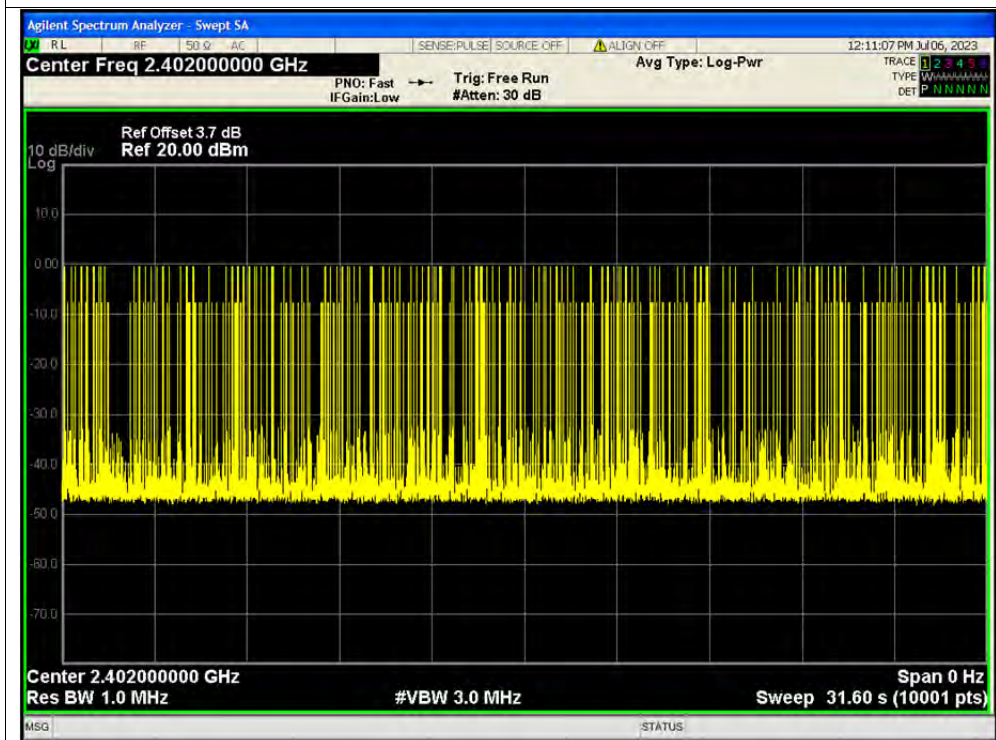 Agilent Spectrum Analyzer - Swept SA
LXI RL RF 50 Ω AC SENSE:PULSE SOURCE OFF ALIGN OFF 12:11:07 PM Jul 06, 2023
Center Freq 2.402000000 GHz Avg Type: Log-Pwr TRACE 1 2 3 4 5 6
PNO: Fast Trig: Free Run TYPE W
IFGain:Low #Atten: 30 dB DET P N N N N N
Ref Offset 3.7 dB
10 dB/div Ref 20.00 dBm
Log
10.0
0.00
-10.0
-20.0
-30.0
-40.0
-50.0
-60.0
-70.0
Center 2.402000000 GHz Span 0 Hz
Res BW 1.0 MHz #VBW 3.0 MHz Sweep 31.60 s (10001 pts)
MSG STATUS